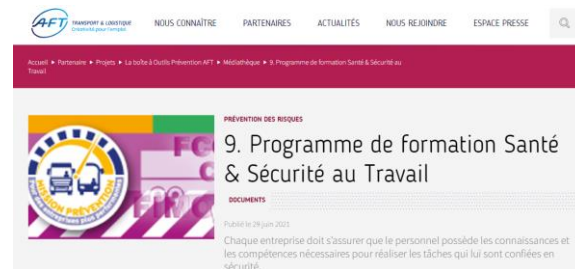 AFT TRANSPORT & LOGISTIQUE
NOUS CONNAÎTRE PARTENAIRES ACTUALITÉS NOUS REJOINDRE ESPACE PRESSE
Accueil ▸ Partenaire ▸ Projets ▸ La boîte à Outils Prévention AFT ▸ Médiathèque ▸ 9. Programme de formation Santé & Sécurité au
Travail
PRÉVENTION DES RISQUES
9. Programme de formation Santé
& Sécurité au Travail
DOCUMENTS
Publié le 29 juin 2021
Chaque entreprise doit s'assurer que le personnel possède les connaissances et
les compétences nécessaires pour réaliser les tâches qui lui sont confiées en
sécurité.
MISSION PRÉVENTION